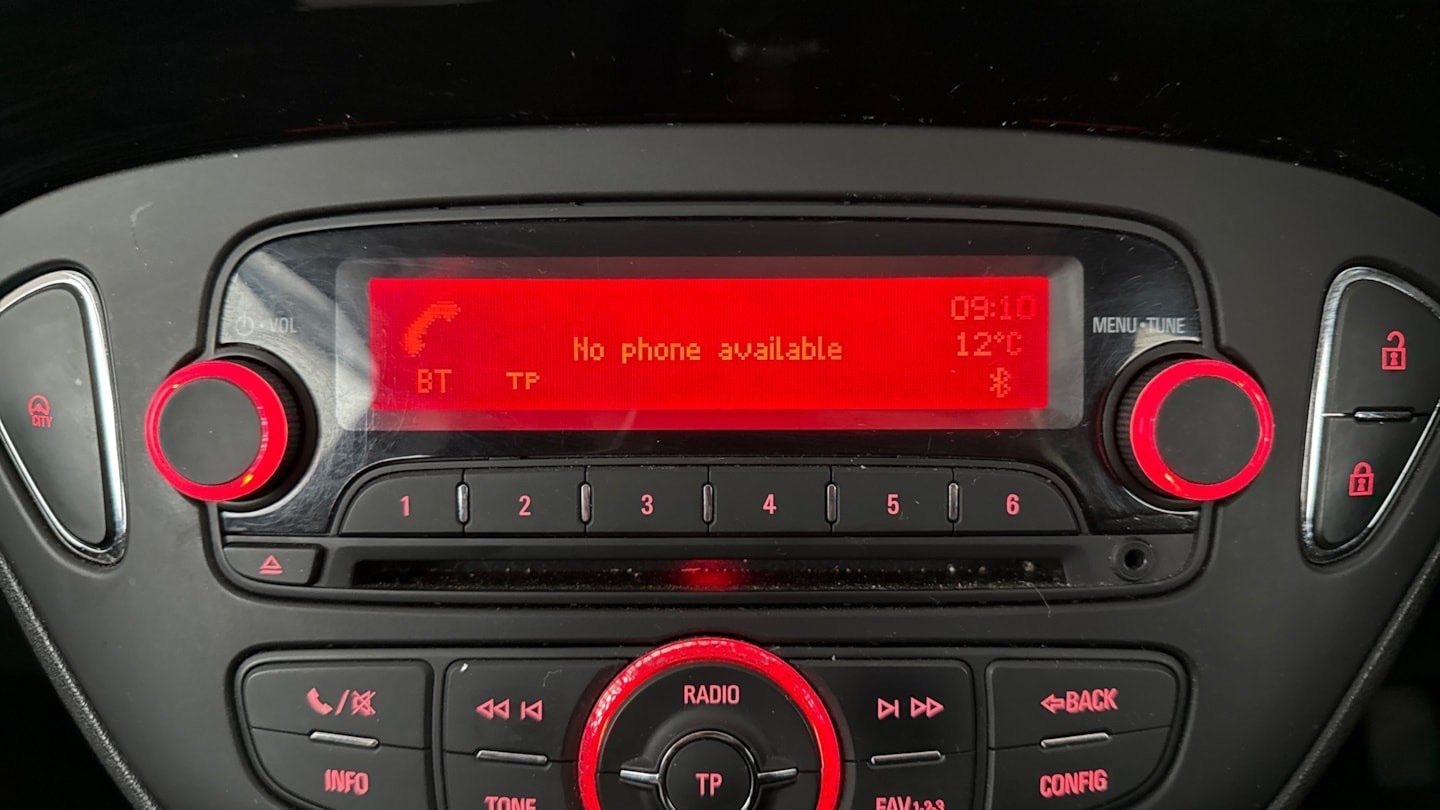 09:10
No phone available
12°C
BT TP
VOL
MENU•TUNE
CITY
1 2 3 4 5 6
RADIO
BACK
INFO
TP
CONFIG
TONE
FAV1-2-3